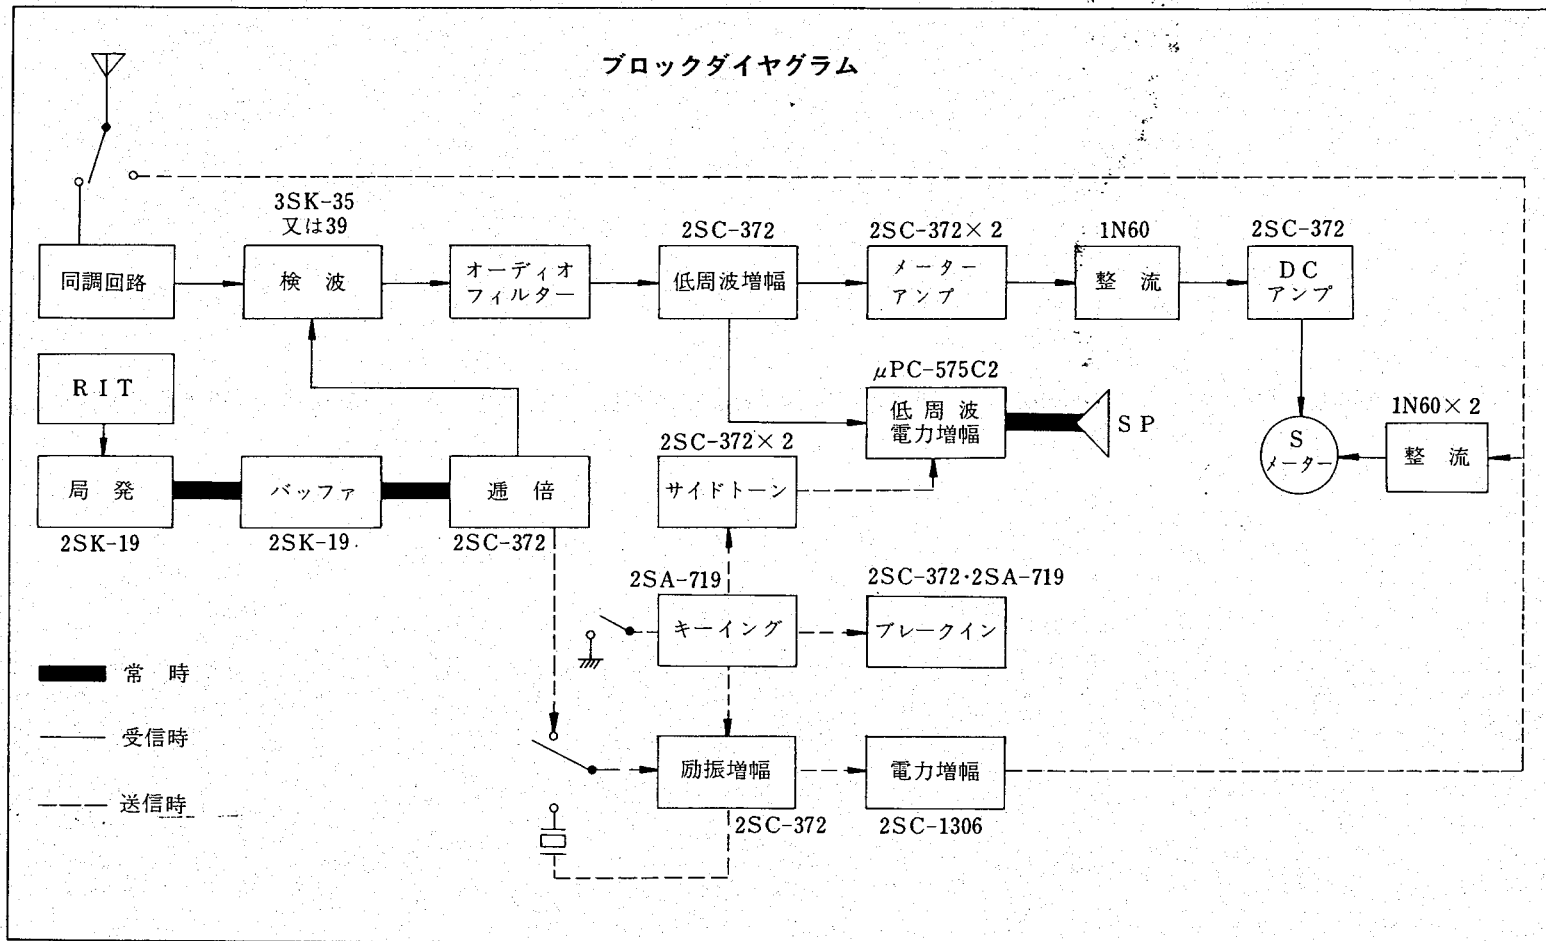 ブロックダイヤグラム
3SK-35
又は39
2SC-372
2SC-372×2
1N60
2SC-372
同調回路
検 波
オーディオ
フィルター
低周波増幅
メーター
アンプ
整 流
DC
アンプ
RIT
μPC-575C2
低周波
電力増幅
SP
1N60×2
S
メーター
整 流
2SC-372×2
局 発
バッファ
逓 倍
サイドトーン
2SK-19
2SK-19
2SC-372
2SA-719
2SC-372・2SA-719
キーイング
ブレークイン
常 時
受信時
送信時
励振増幅
電力増幅
2SC-372
2SC-1306